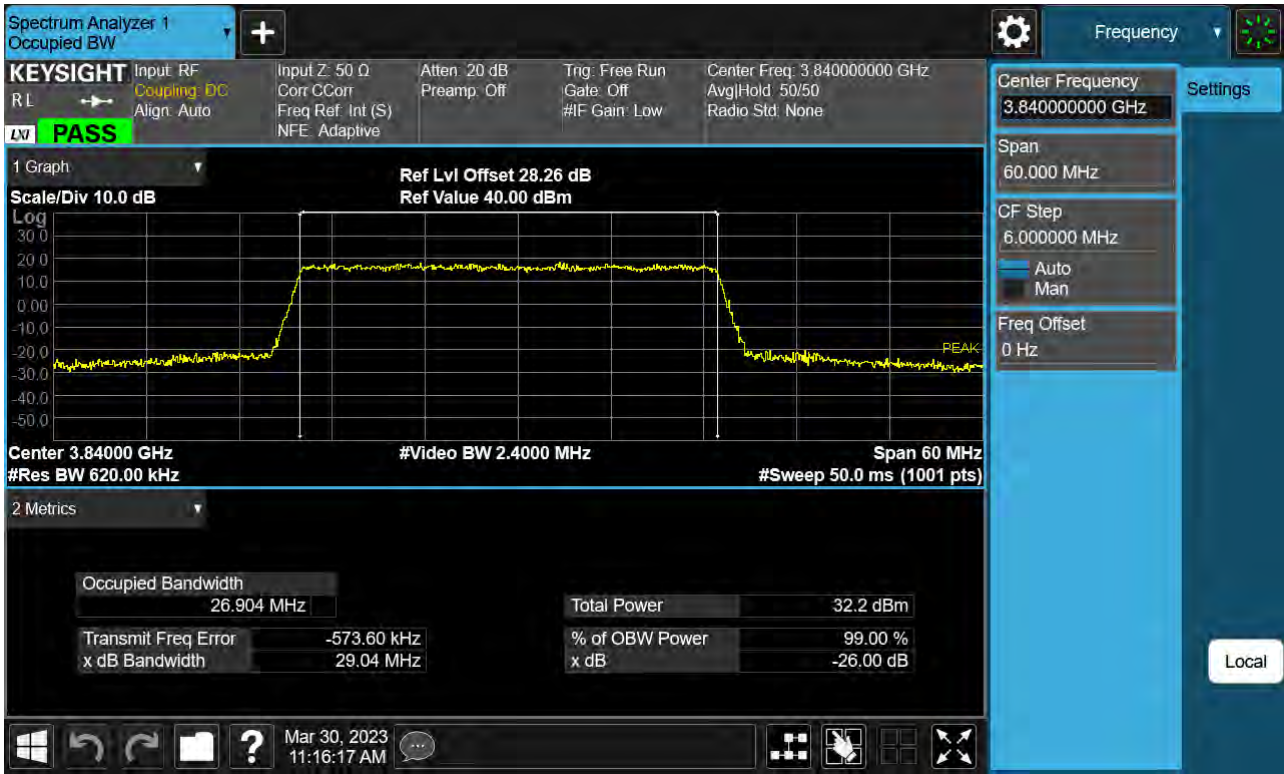 Spectrum Analyzer 1
Occupied BW
Frequency
KEYSIGHT
RL
LXI
PASS
Input: RF
Coupling: DC
Align: Auto
Input Z: 50 Ω
Corr CCorr
Freq Ref: Int (S)
NFE: Adaptive
Atten: 20 dB
Preamp: Off
Trig: Free Run
Gate: Off
#IF Gain: Low
Center Freq: 3.840000000 GHz
Avg|Hold: 50/50
Radio Std: None
1 Graph
Scale/Div 10.0 dB
Ref Lvl Offset 28.26 dB
Ref Value 40.00 dBm
Log
30.0
20.0
10.0
0.00
-10.0
-20.0
-30.0
-40.0
-50.0
PEAK
Center 3.84000 GHz
#Res BW 620.00 kHz
#Video BW 2.4000 MHz
Span 60 MHz
#Sweep 50.0 ms (1001 pts)
2 Metrics
Occupied Bandwidth
26.904 MHz
Transmit Freq Error -573.60 kHz
x dB Bandwidth 29.04 MHz
Total Power 32.2 dBm
% of OBW Power 99.00 %
x dB -26.00 dB
Center Frequency
3.840000000 GHz
Settings
Span
60.000 MHz
CF Step
6.000000 MHz
Auto
Man
Freq Offset
0 Hz
Local
?
Mar 30, 2023
11:16:17 AM